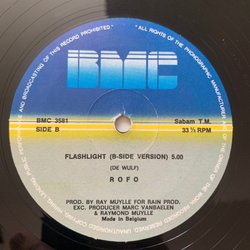 AND BROADCASTING OF THIS RECORD PROHIBITED
ALL RIGHTS OF THE PHONOGRAPHIC MANUFACTURER
BMC
BMC 3581
SIDE B
Sabam T.M.
33 ⅓ RPM
FLASHLIGHT (B-SIDE VERSION) 5.00
(DE WULF)
ROFO
PROD. BY RAY MUYLLE FOR RAIN PROD.
EXC. PRODUCER MARC VANBAELEN
& RAYMOND MUYLLE
Made in Belgium